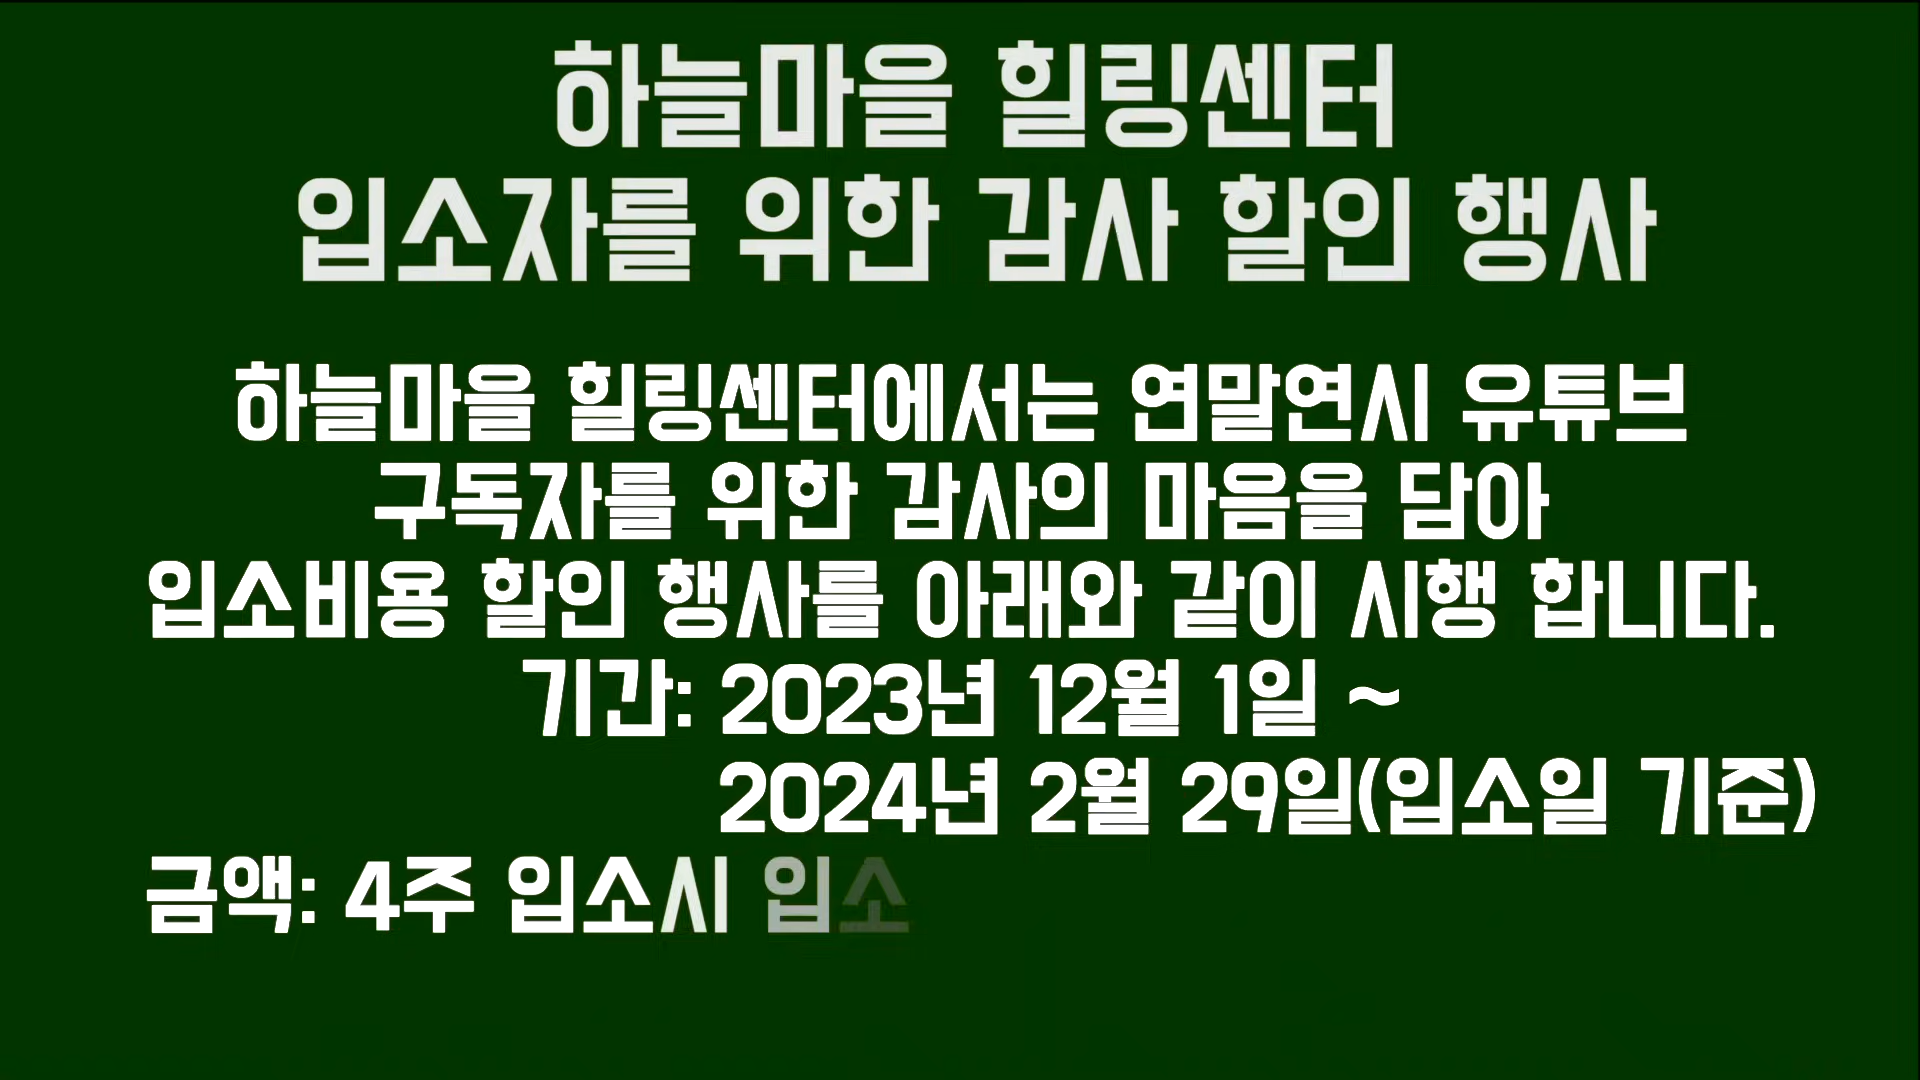 하늘마을 힐링센터
입소자를 위한 감사 할인 행사
하늘마을 힐링센터에서는 연말연시 유튜브
구독자를 위한 감사의 마음을 담아
입소비용 할인 행사를 아래와 같이 시행 합니다.
기간: 2023년 12월 1일 ~
2024년 2월 29일(입소일 기준)
금액: 4주 입소시 입소